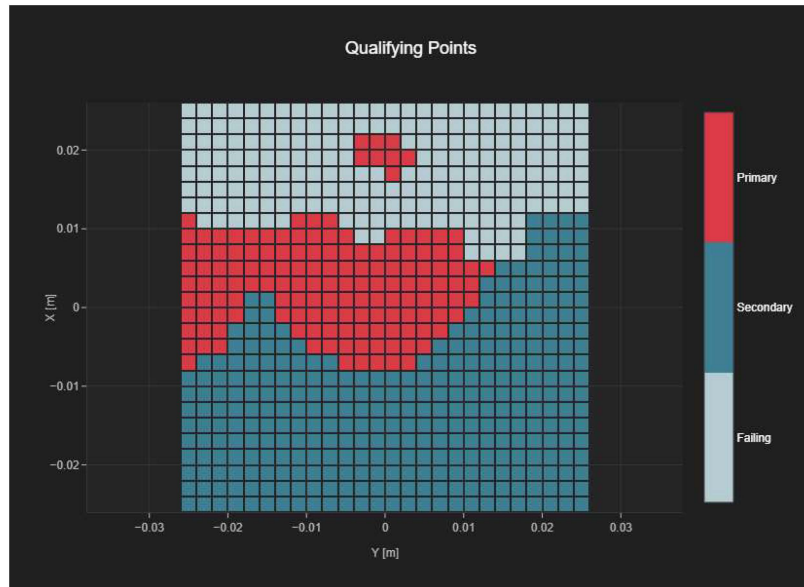 Qualifying Points
0.02
0.01
0
−0.01
−0.02
X [m]
−0.03
−0.02
−0.01
0
0.01
0.02
0.03
Y [m]
Primary
Secondary
Failing